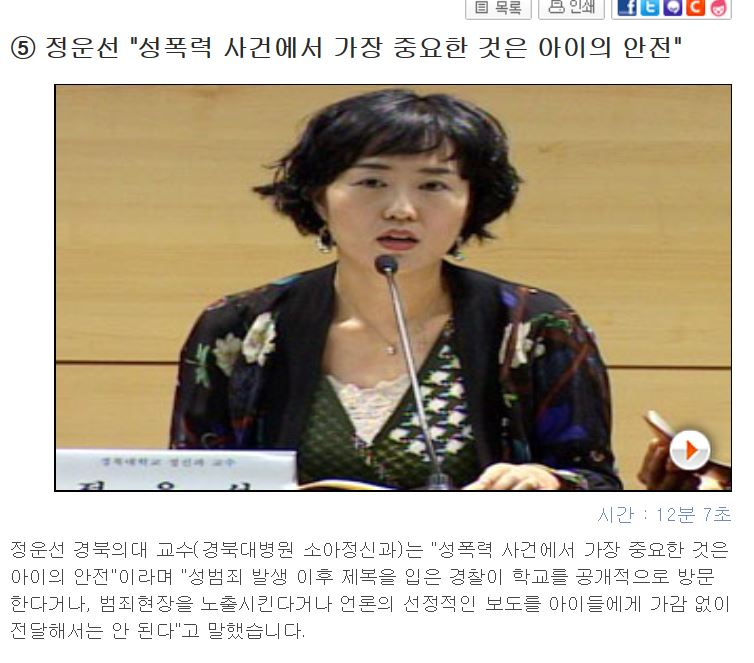 목록 인쇄
⑤ 정운선 "성폭력 사건에서 가장 중요한 것은 아이의 안전"
경북대학교 정신과 교수
정 운 선
시간 : 12분 7초
정운선 경북의대 교수(경북대병원 소아정신과)는 "성폭력 사건에서 가장 중요한 것은
아이의 안전"이라며 "성범죄 발생 이후 제복을 입은 경찰이 학교를 공개적으로 방문
한다거나, 범죄현장을 노출시킨다거나 언론의 선정적인 보도를 아이들에게 가감 없이
전달해서는 안 된다"고 말했습니다.